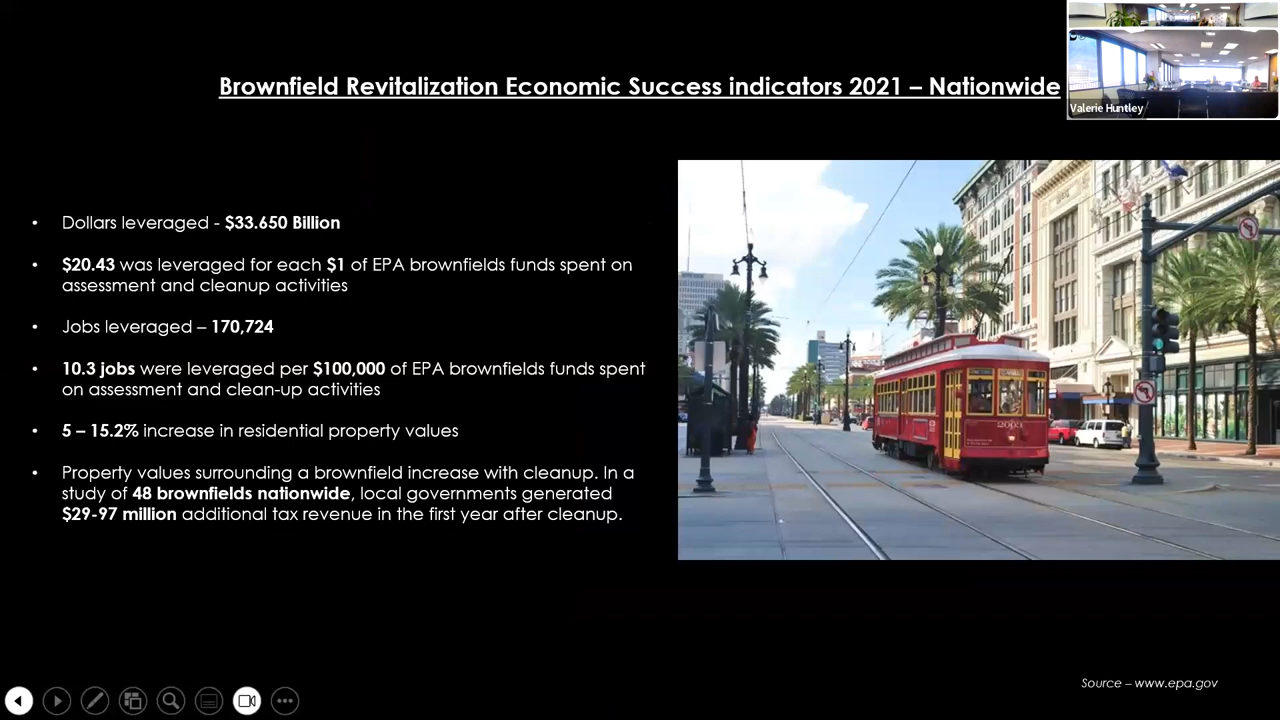 Brownfield Revitalization Economic Success indicators 2021 – Nationwide
Valerie Huntley
• Dollars leveraged - $33.650 Billion
• $20.43 was leveraged for each $1 of EPA brownfields funds spent on
assessment and cleanup activities
• Jobs leveraged – 170,724
• 10.3 jobs were leveraged per $100,000 of EPA brownfields funds spent
on assessment and clean-up activities
• 5 – 15.2% increase in residential property values
• Property values surrounding a brownfield increase with cleanup. In a
study of 48 brownfields nationwide, local governments generated
$29-97 million additional tax revenue in the first year after cleanup.
Source – www.epa.gov